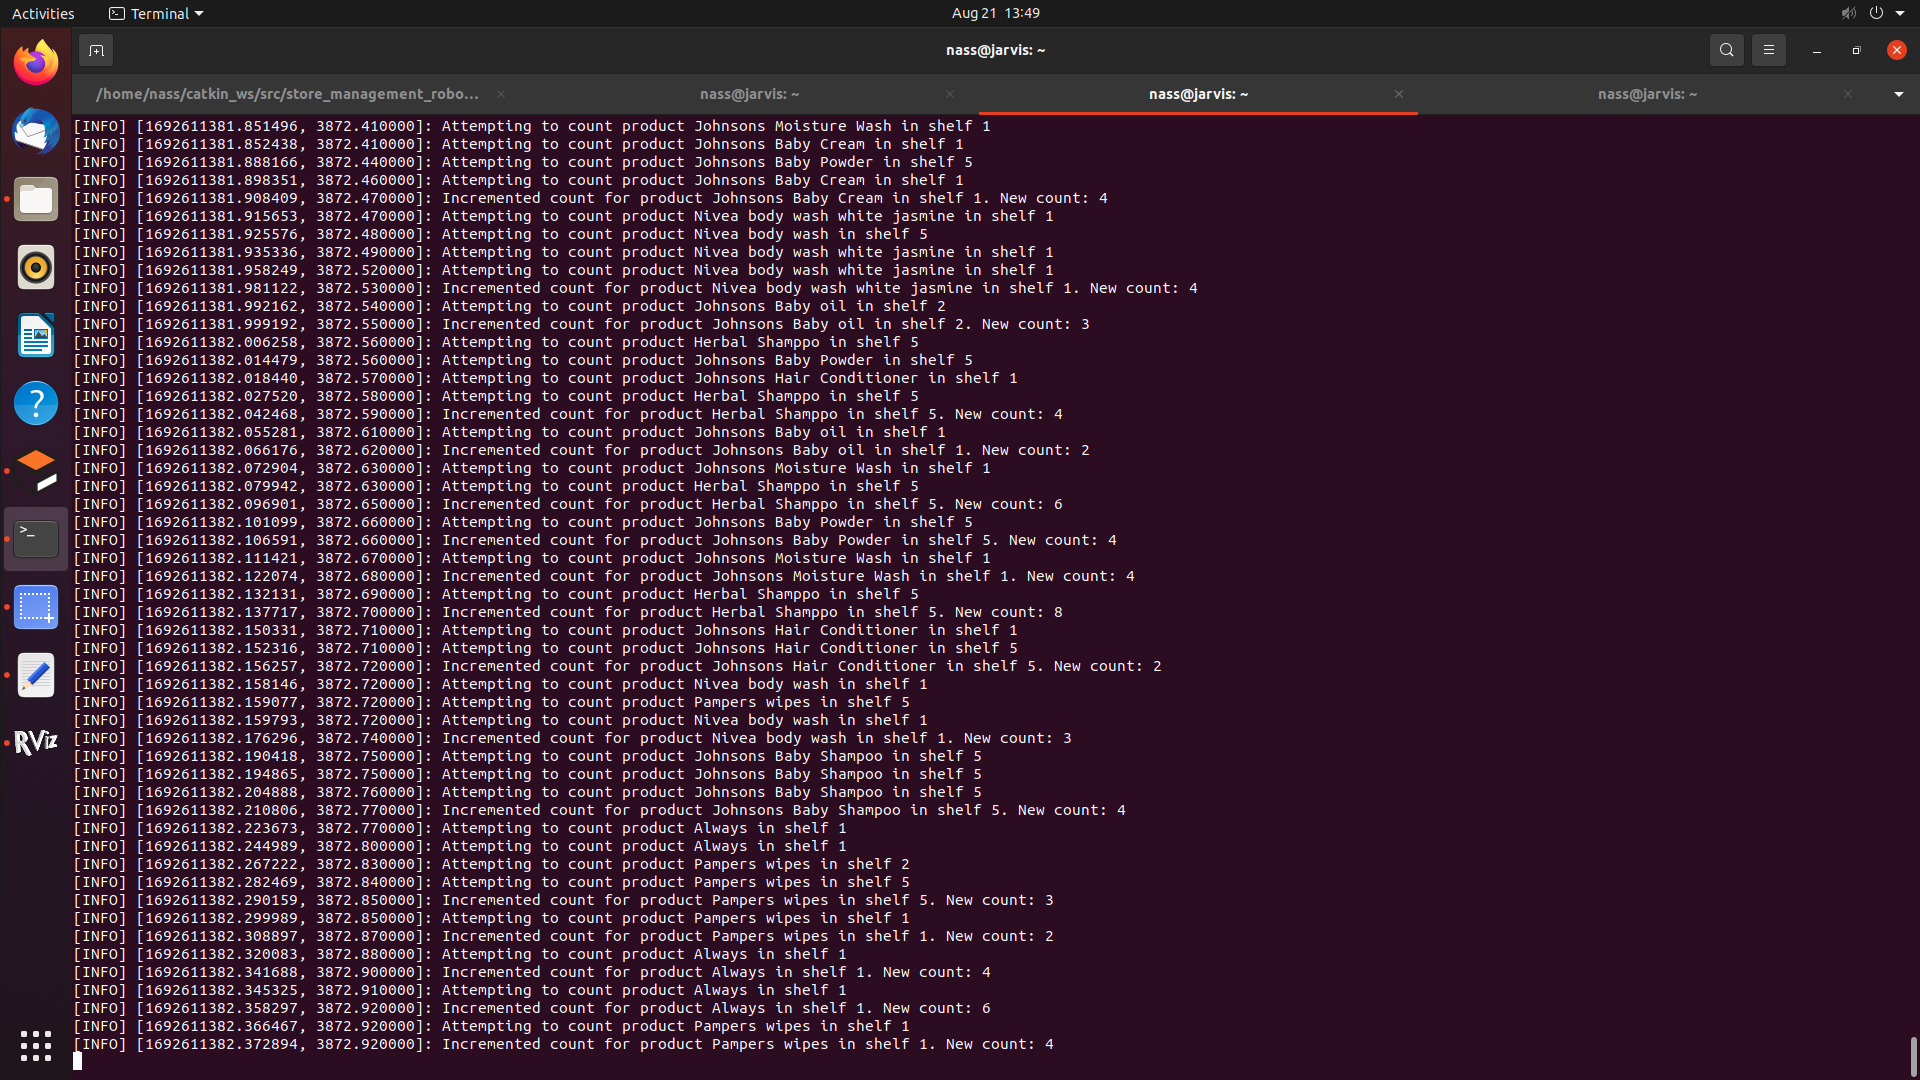 Activities
Terminal
Aug 21 13:49
nass@jarvis: ~
/home/nass/catkin_ws/src/store_management_robo...
nass@jarvis: ~
nass@jarvis: ~
nass@jarvis: ~
[INFO] [1692611381.851496, 3872.410000]: Attempting to count product Johnsons Moisture Wash in shelf 1
[INFO] [1692611381.852438, 3872.410000]: Attempting to count product Johnsons Baby Cream in shelf 1
[INFO] [1692611381.888166, 3872.440000]: Attempting to count product Johnsons Baby Powder in shelf 5
[INFO] [1692611381.898351, 3872.460000]: Attempting to count product Johnsons Baby Cream in shelf 1
[INFO] [1692611381.908409, 3872.470000]: Incremented count for product Johnsons Baby Cream in shelf 1. New count: 4
[INFO] [1692611381.915653, 3872.470000]: Attempting to count product Nivea body wash white jasmine in shelf 1
[INFO] [1692611381.925576, 3872.480000]: Attempting to count product Nivea body wash in shelf 5
[INFO] [1692611381.935336, 3872.490000]: Attempting to count product Nivea body wash white jasmine in shelf 1
[INFO] [1692611381.958249, 3872.520000]: Attempting to count product Nivea body wash white jasmine in shelf 1
[INFO] [1692611381.981122, 3872.530000]: Incremented count for product Nivea body wash white jasmine in shelf 1. New count: 4
[INFO] [1692611381.992162, 3872.540000]: Attempting to count product Johnsons Baby oil in shelf 2
[INFO] [1692611381.999192, 3872.550000]: Incremented count for product Johnsons Baby oil in shelf 2. New count: 3
[INFO] [1692611382.006258, 3872.560000]: Attempting to count product Herbal Shamppo in shelf 5
[INFO] [1692611382.014479, 3872.560000]: Attempting to count product Johnsons Baby Powder in shelf 5
[INFO] [1692611382.018440, 3872.570000]: Attempting to count product Johnsons Hair Conditioner in shelf 1
[INFO] [1692611382.027520, 3872.580000]: Attempting to count product Herbal Shamppo in shelf 5
[INFO] [1692611382.042468, 3872.590000]: Incremented count for product Herbal Shamppo in shelf 5. New count: 4
[INFO] [1692611382.055281, 3872.610000]: Attempting to count product Johnsons Baby oil in shelf 1
[INFO] [1692611382.066176, 3872.620000]: Incremented count for product Johnsons Baby oil in shelf 1. New count: 2
[INFO] [1692611382.072904, 3872.630000]: Attempting to count product Johnsons Moisture Wash in shelf 1
[INFO] [1692611382.079942, 3872.630000]: Attempting to count product Herbal Shamppo in shelf 5
[INFO] [1692611382.096901, 3872.650000]: Incremented count for product Herbal Shamppo in shelf 5. New count: 6
[INFO] [1692611382.101099, 3872.660000]: Attempting to count product Johnsons Baby Powder in shelf 5
[INFO] [1692611382.106591, 3872.660000]: Incremented count for product Johnsons Baby Powder in shelf 5. New count: 4
[INFO] [1692611382.111421, 3872.670000]: Attempting to count product Johnsons Moisture Wash in shelf 1
[INFO] [1692611382.122074, 3872.680000]: Incremented count for product Johnsons Moisture Wash in shelf 1. New count: 4
[INFO] [1692611382.132131, 3872.690000]: Attempting to count product Herbal Shamppo in shelf 5
[INFO] [1692611382.137717, 3872.700000]: Incremented count for product Herbal Shamppo in shelf 5. New count: 8
[INFO] [1692611382.150331, 3872.710000]: Attempting to count product Johnsons Hair Conditioner in shelf 1
[INFO] [1692611382.152316, 3872.710000]: Attempting to count product Johnsons Hair Conditioner in shelf 5
[INFO] [1692611382.156257, 3872.720000]: Incremented count for product Johnsons Hair Conditioner in shelf 5. New count: 2
[INFO] [1692611382.158146, 3872.720000]: Attempting to count product Nivea body wash in shelf 1
[INFO] [1692611382.159077, 3872.720000]: Attempting to count product Pampers wipes in shelf 5
[INFO] [1692611382.159793, 3872.720000]: Attempting to count product Nivea body wash in shelf 1
[INFO] [1692611382.176296, 3872.740000]: Incremented count for product Nivea body wash in shelf 1. New count: 3
[INFO] [1692611382.190418, 3872.750000]: Attempting to count product Johnsons Baby Shampoo in shelf 5
[INFO] [1692611382.194865, 3872.750000]: Attempting to count product Johnsons Baby Shampoo in shelf 5
[INFO] [1692611382.204888, 3872.760000]: Attempting to count product Johnsons Baby Shampoo in shelf 5
[INFO] [1692611382.210806, 3872.770000]: Incremented count for product Johnsons Baby Shampoo in shelf 5. New count: 4
[INFO] [1692611382.223673, 3872.770000]: Attempting to count product Always in shelf 1
[INFO] [1692611382.244989, 3872.800000]: Attempting to count product Always in shelf 1
[INFO] [1692611382.267222, 3872.830000]: Attempting to count product Pampers wipes in shelf 2
[INFO] [1692611382.282469, 3872.840000]: Attempting to count product Pampers wipes in shelf 5
[INFO] [1692611382.290159, 3872.850000]: Incremented count for product Pampers wipes in shelf 5. New count: 3
[INFO] [1692611382.299989, 3872.850000]: Attempting to count product Pampers wipes in shelf 1
[INFO] [1692611382.308897, 3872.870000]: Incremented count for product Pampers wipes in shelf 1. New count: 2
[INFO] [1692611382.320083, 3872.880000]: Attempting to count product Always in shelf 1
[INFO] [1692611382.341688, 3872.900000]: Incremented count for product Always in shelf 1. New count: 4
[INFO] [1692611382.345325, 3872.910000]: Attempting to count product Always in shelf 1
[INFO] [1692611382.358297, 3872.920000]: Incremented count for product Always in shelf 1. New count: 6
[INFO] [1692611382.366467, 3872.920000]: Attempting to count product Pampers wipes in shelf 1
[INFO] [1692611382.372894, 3872.920000]: Incremented count for product Pampers wipes in shelf 1. New count: 4
RViz